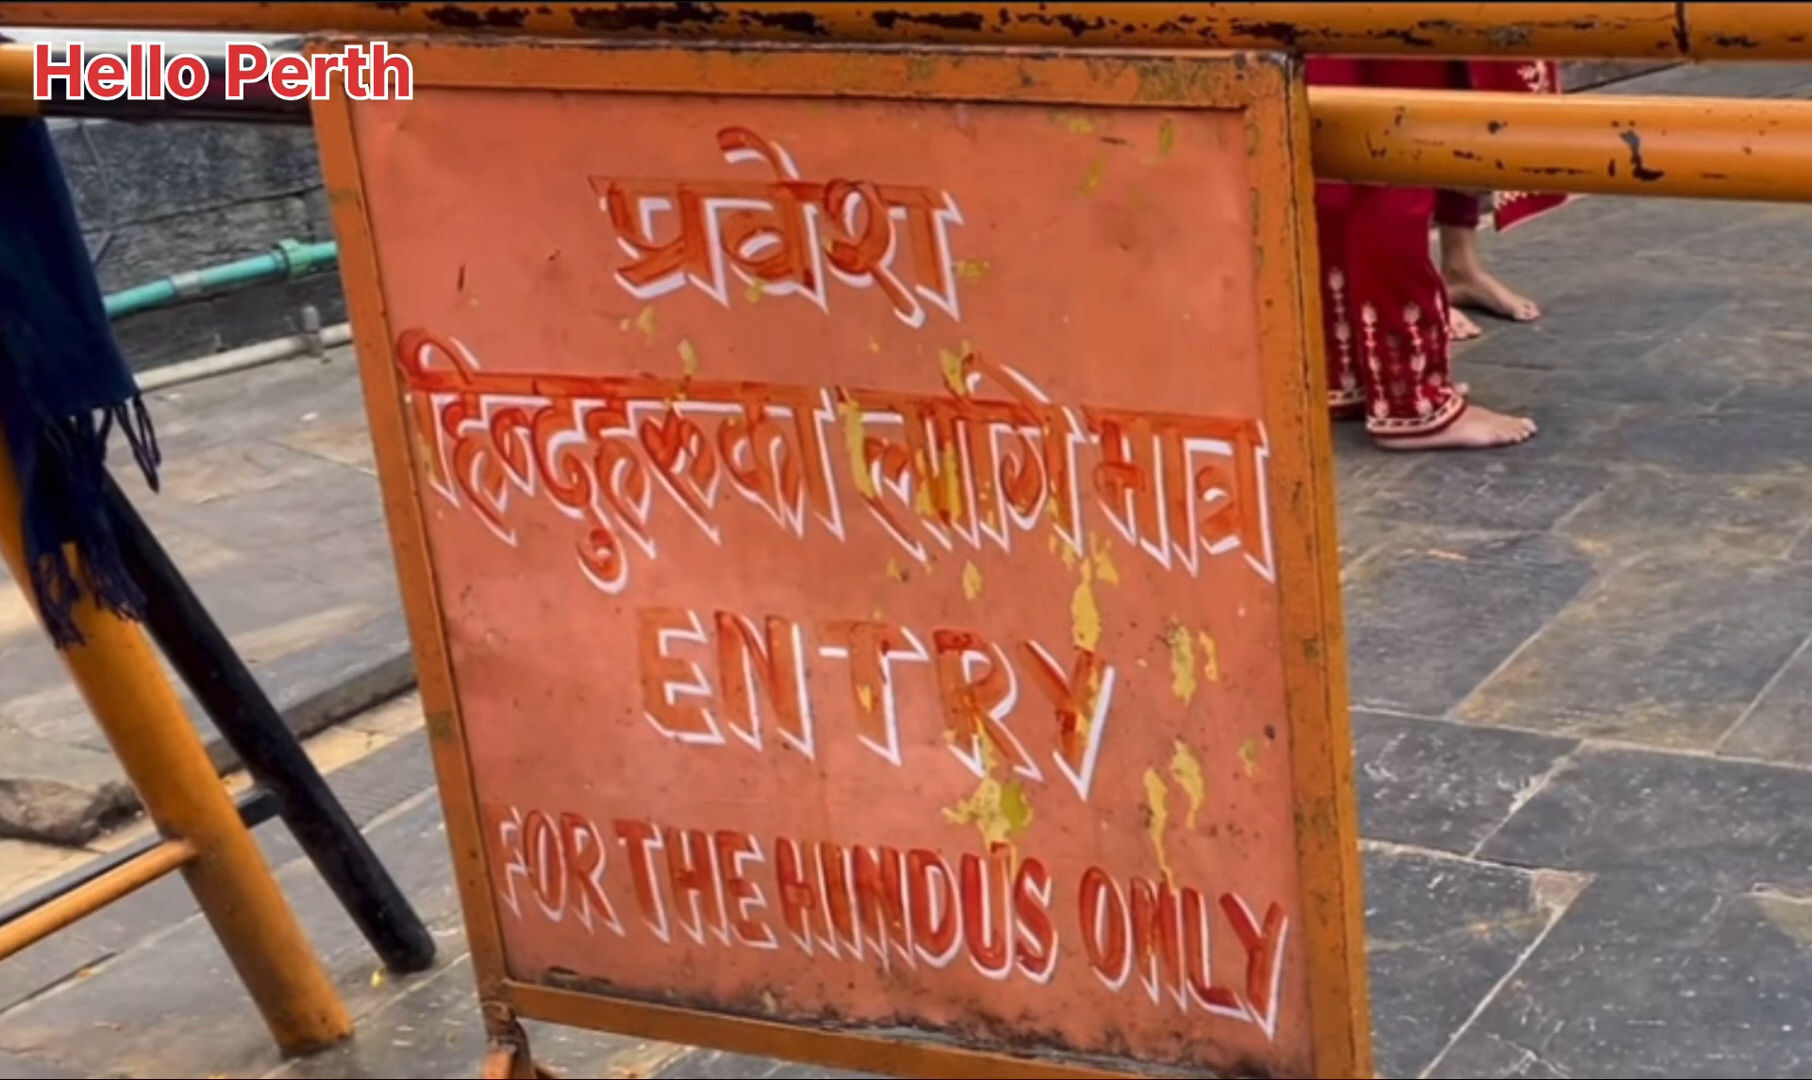 Hello Perth
प्रवेश
हिन्दुहरुका लागि मात्र
ENTRY
FOR THE HINDUS ONLY